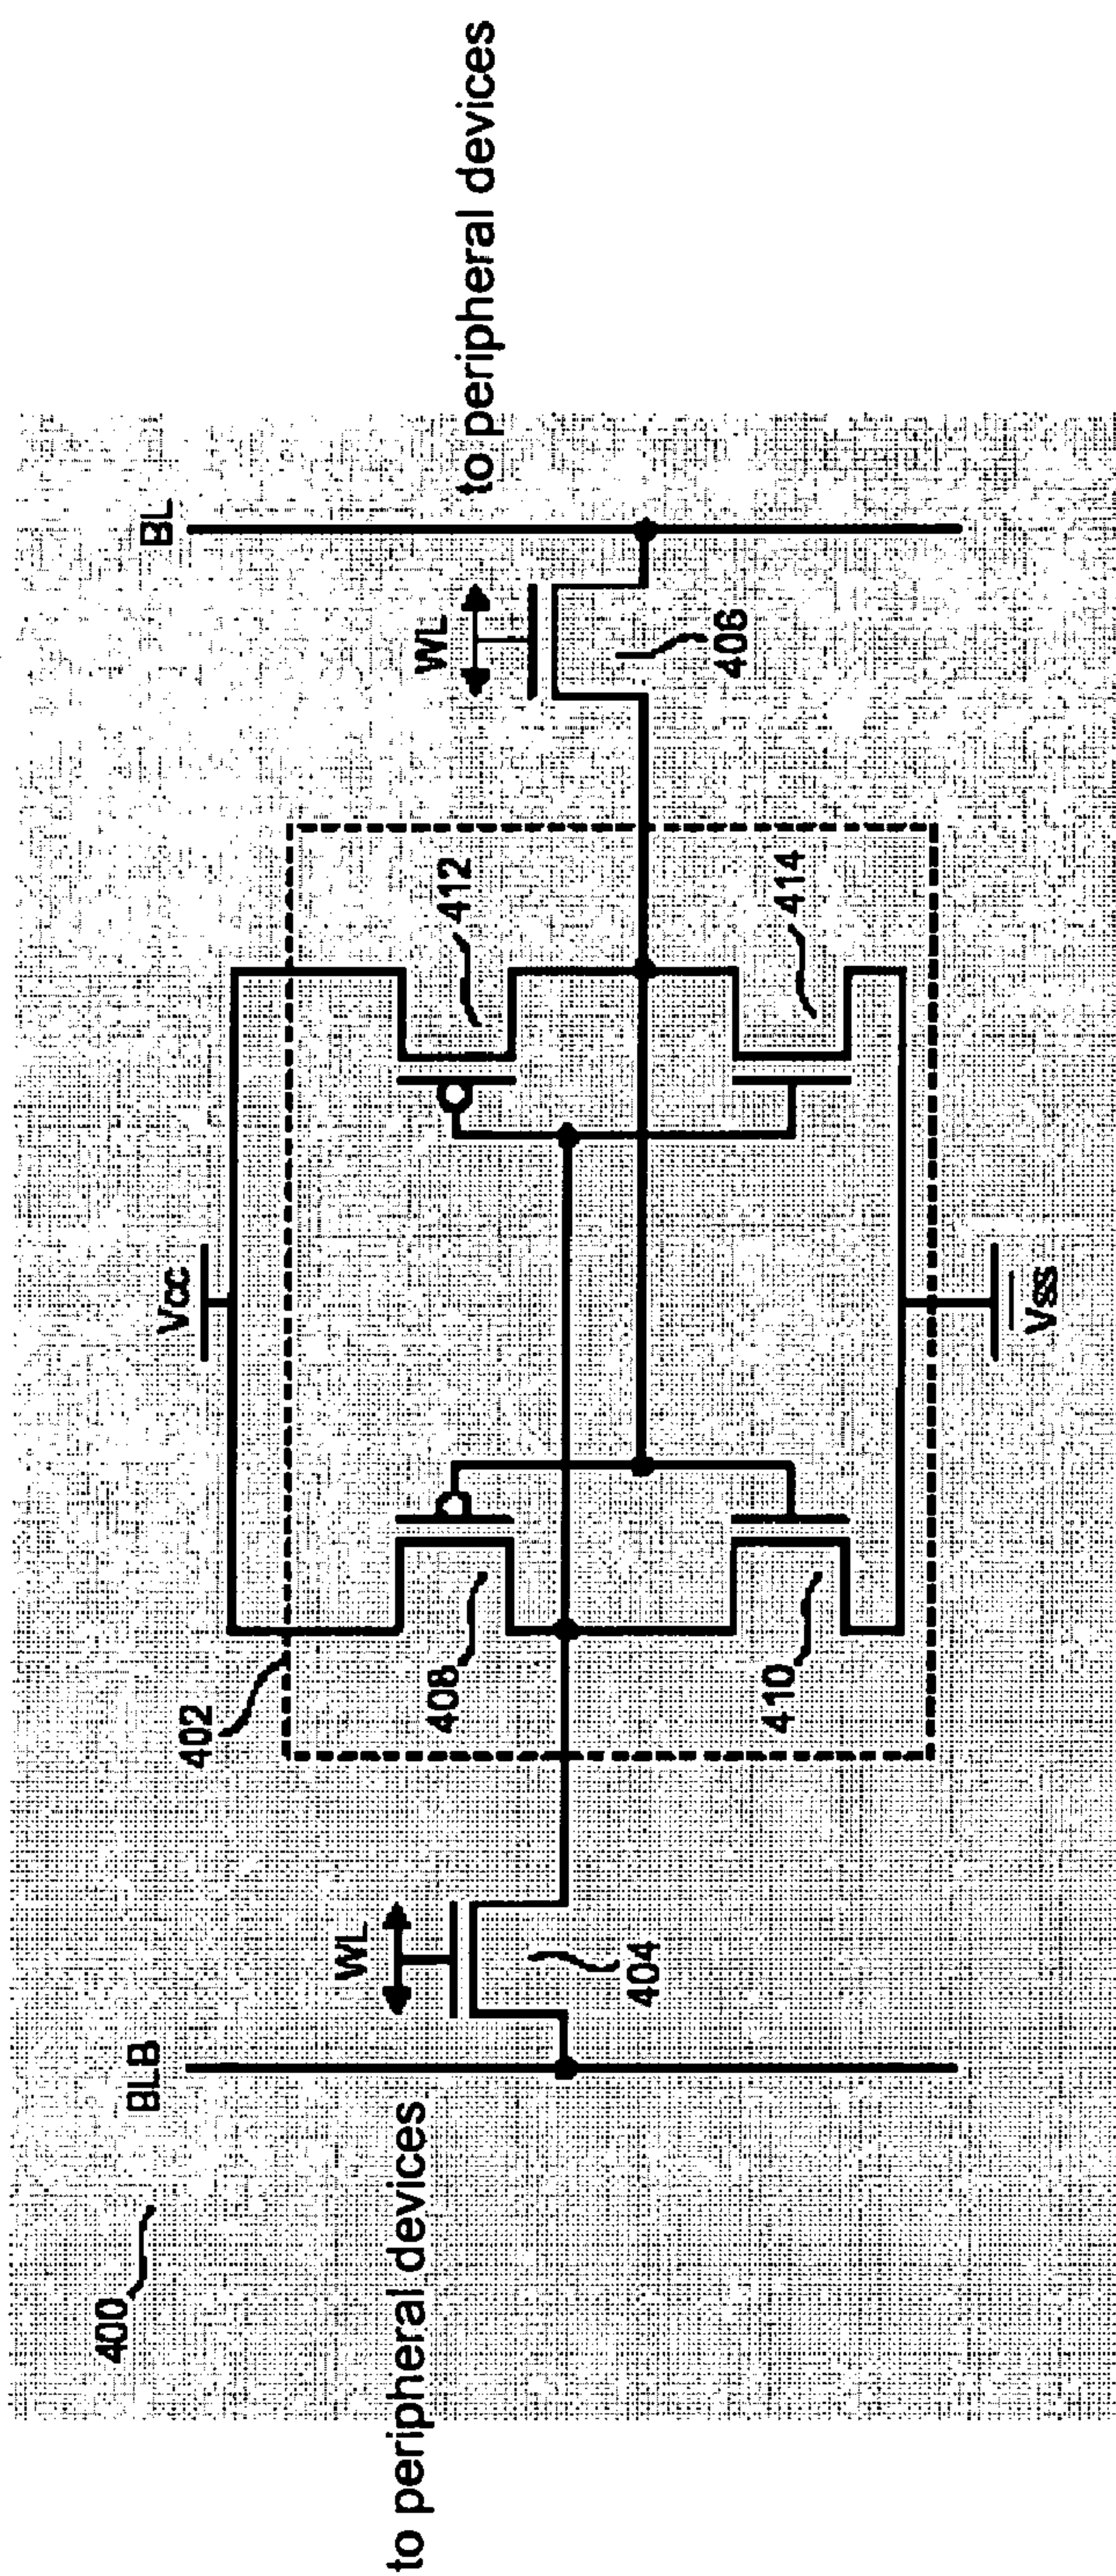 400
BLB
BL
Vcc
WL
WL
to peripheral devices
to peripheral devices
402
408
412
404
406
410
414
Vss